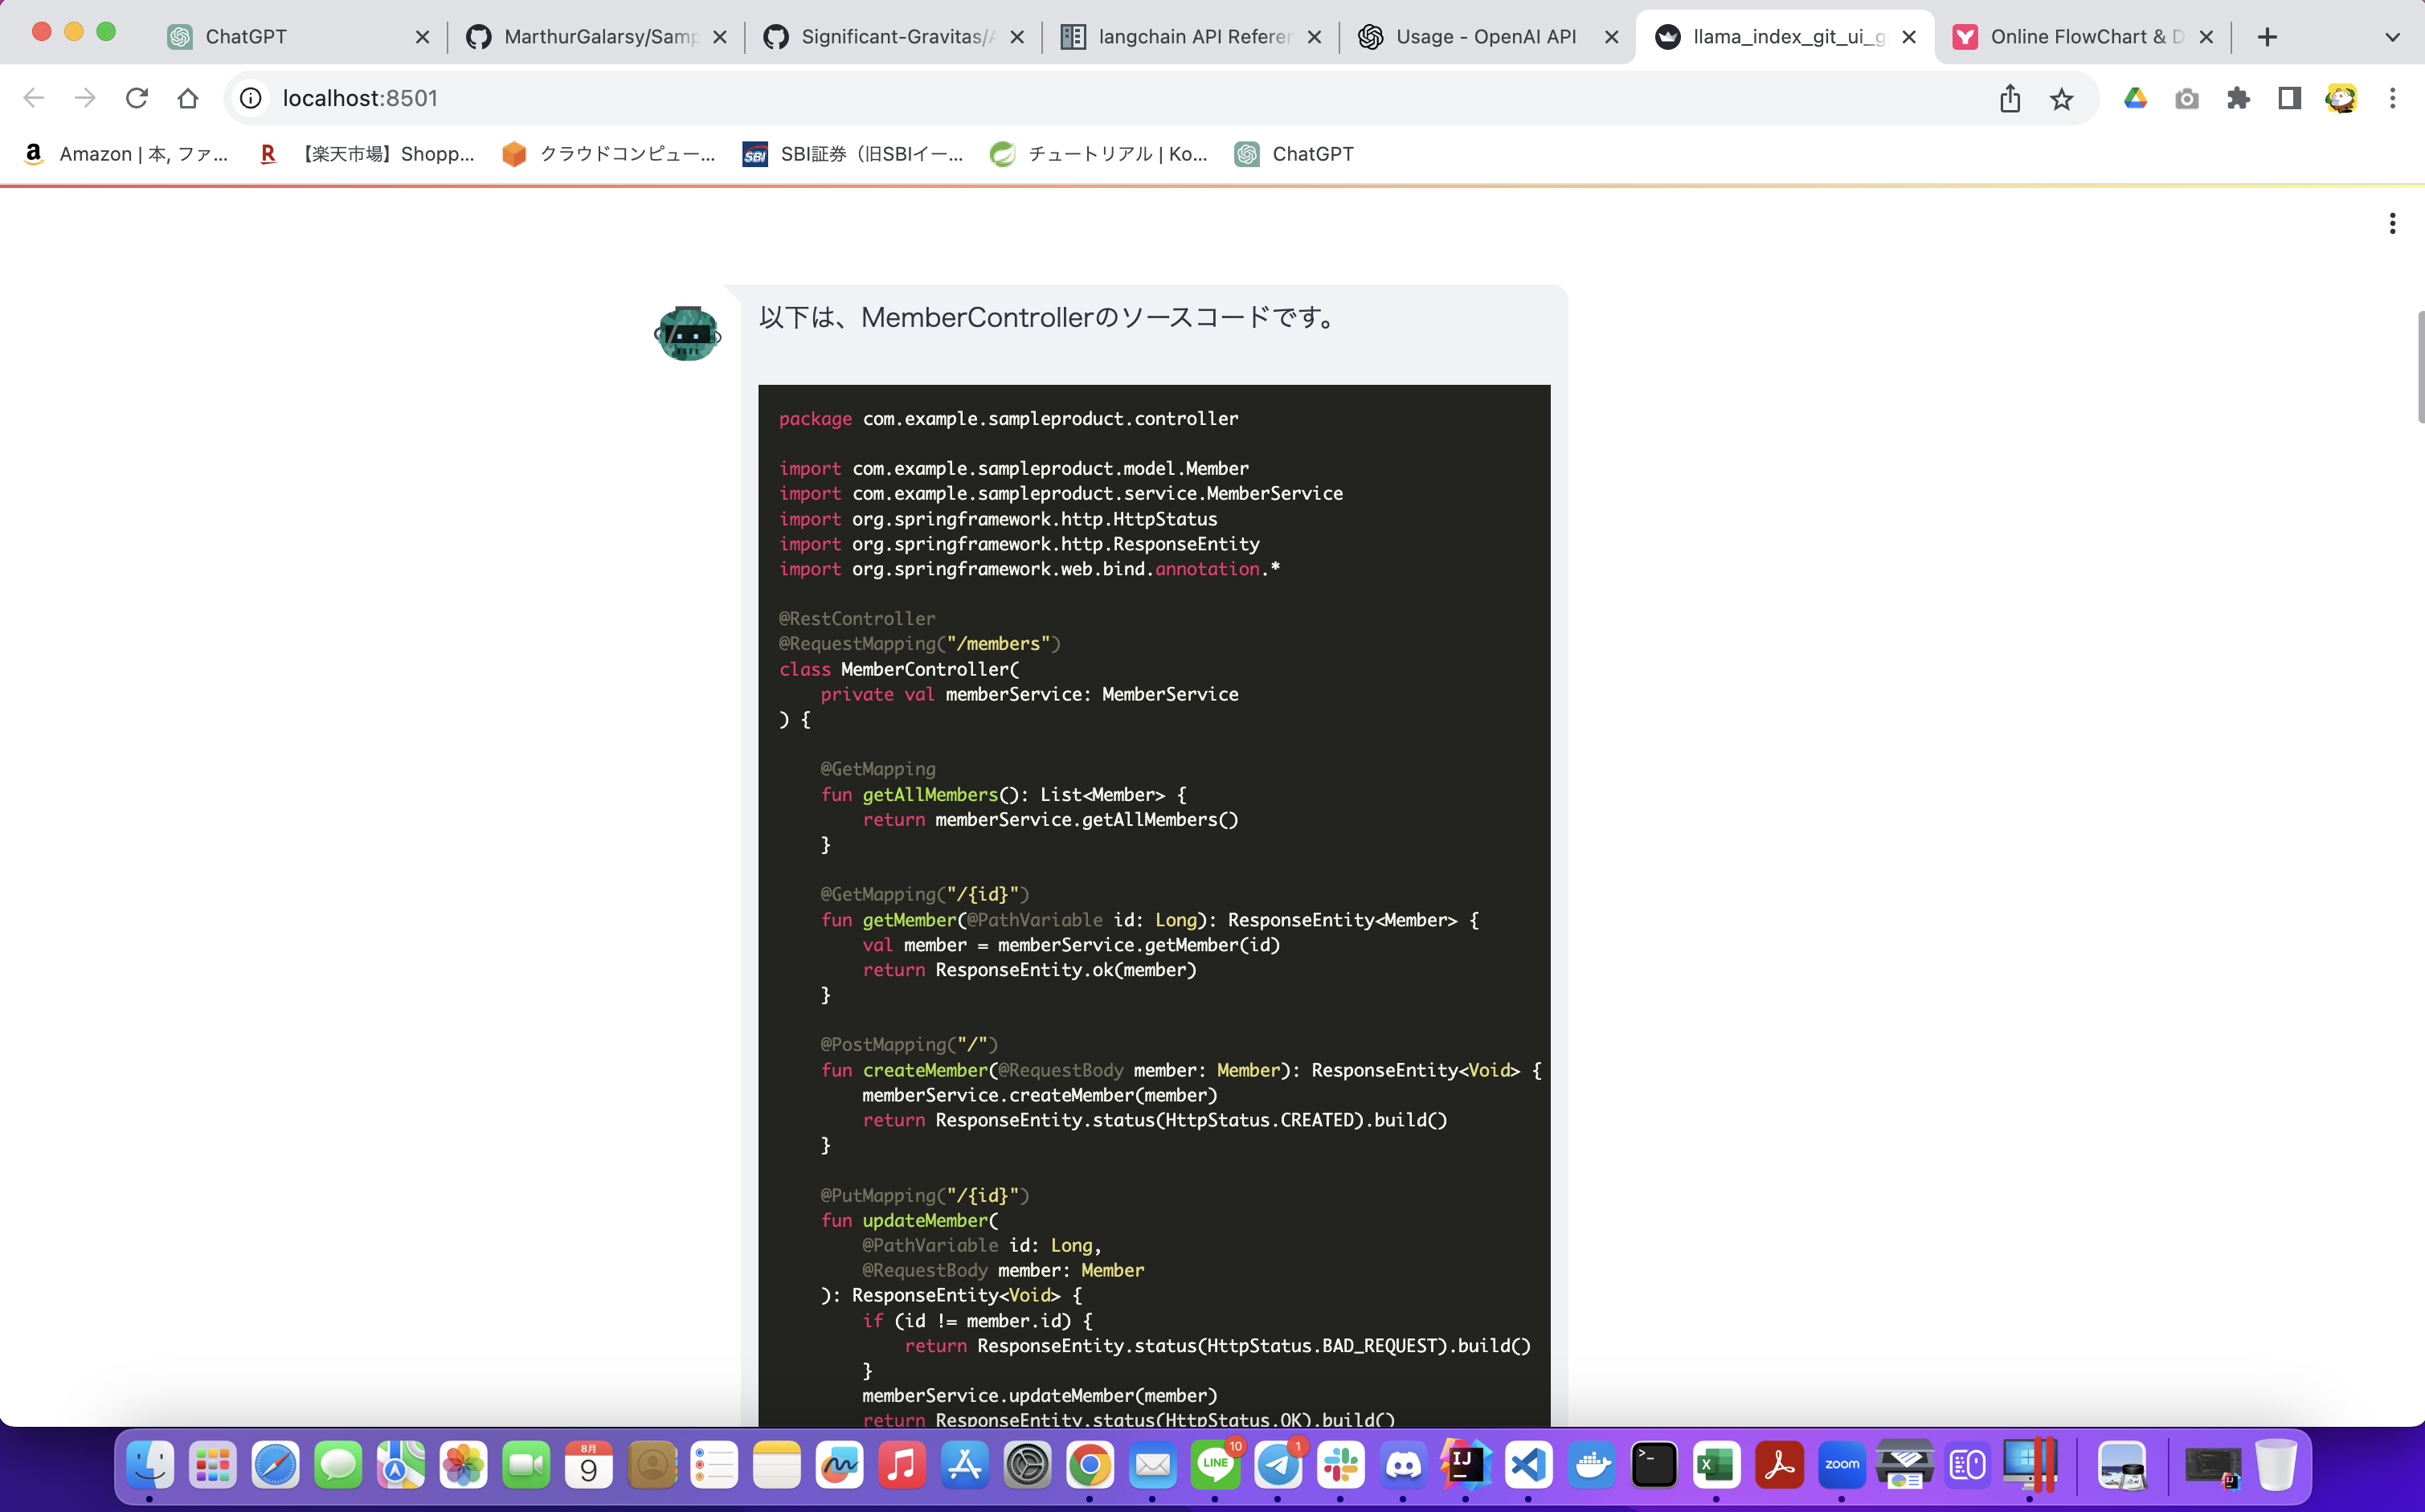 ChatGPT
MarthurGalarsy/Samp
Significant-Gravitas/A
langchain API Referen
Usage - OpenAI API
llama_index_git_ui_g
Online FlowChart & D
localhost:8501
Amazon | 本, ファ...
【楽天市場】Shopp...
クラウドコンピュー...
SBI証券（旧SBIイー...
チュートリアル | Ko...
ChatGPT
以下は、MemberControllerのソースコードです。
package com.example.sampleproduct.controller
import com.example.sampleproduct.model.Member
import com.example.sampleproduct.service.MemberService
import org.springframework.http.HttpStatus
import org.springframework.http.ResponseEntity
import org.springframework.web.bind.annotation.*
@RestController
@RequestMapping("/members")
class MemberController(
    private val memberService: MemberService
) {
    @GetMapping
    fun getAllMembers(): List<Member> {
        return memberService.getAllMembers()
    }
    @GetMapping("/{id}")
    fun getMember(@PathVariable id: Long): ResponseEntity<Member> {
        val member = memberService.getMember(id)
        return ResponseEntity.ok(member)
    }
    @PostMapping("/")
    fun createMember(@RequestBody member: Member): ResponseEntity<Void> {
        memberService.createMember(member)
        return ResponseEntity.status(HttpStatus.CREATED).build()
    }
    @PutMapping("/{id}")
    fun updateMember(
        @PathVariable id: Long,
        @RequestBody member: Member
    ): ResponseEntity<Void> {
        if (id != member.id) {
            return ResponseEntity.status(HttpStatus.BAD_REQUEST).build()
        }
        memberService.updateMember(member)
        return ResponseEntity.status(HttpStatus.OK).build()
8月
9
LINE
10
1
IJ
zoom